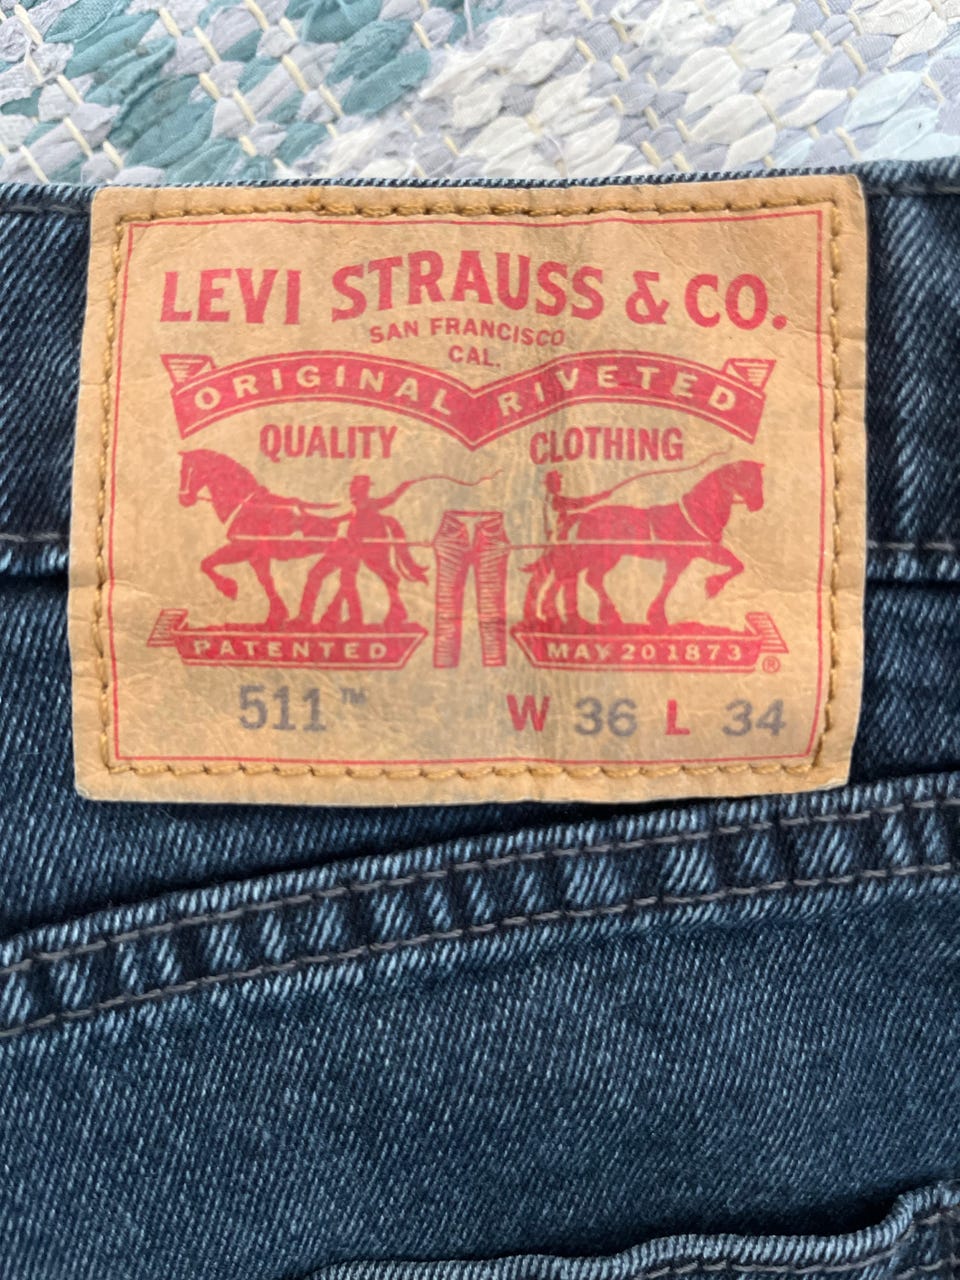 LEVI STRAUSS & CO.
SAN FRANCISCO
CAL.
ORIGINAL RIVETED
QUALITY CLOTHING
PATENTED MAY 20 1873 ®
511™ W 36 L 34